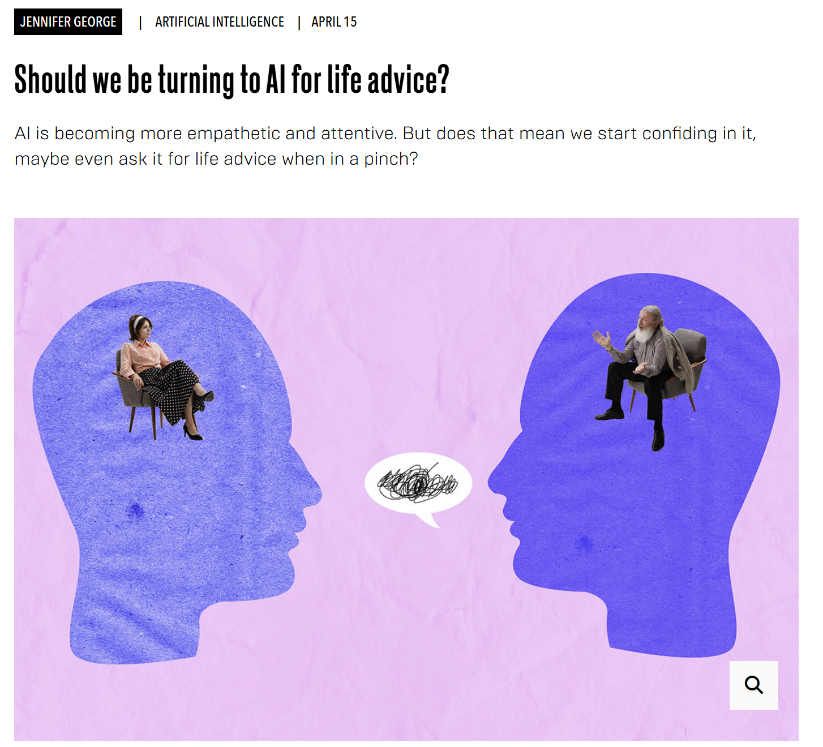 JENNIFER GEORGE | ARTIFICIAL INTELLIGENCE | APRIL 15
Should we be turning to AI for life advice?
AI is becoming more empathetic and attentive. But does that mean we start confiding in it,
maybe even ask it for life advice when in a pinch?